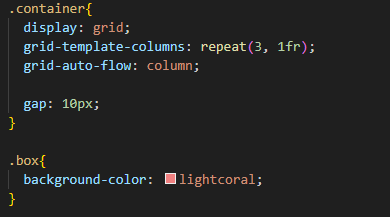 .container{
  display: grid;
  grid-template-columns: repeat(3, 1fr);
  grid-auto-flow: column;

  gap: 10px;
}

.box{
  background-color: lightcoral;
}